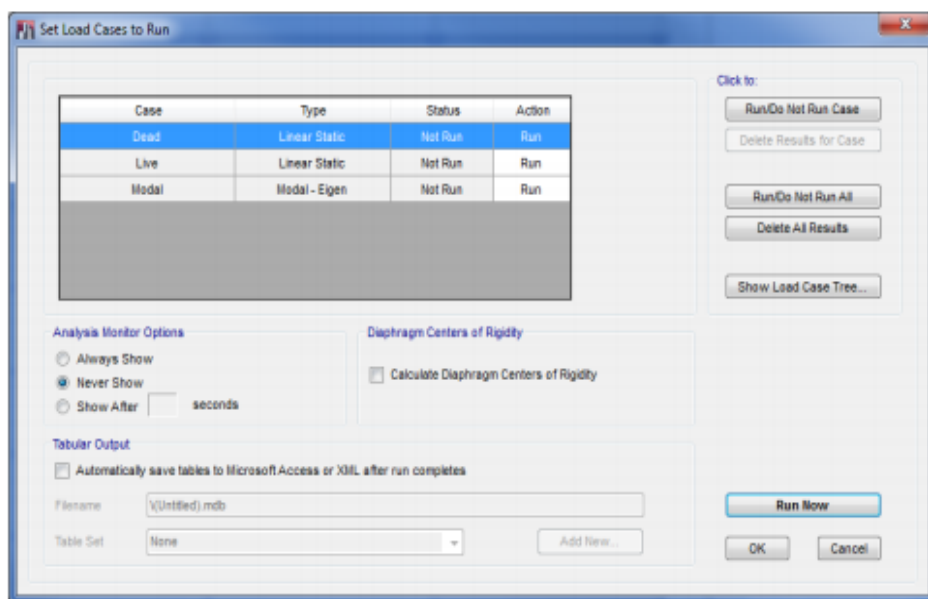 Set Load Cases to Run
Click to:
Case Type Status Action
Dead Linear Static Not Run Run
Live Linear Static Not Run Run
Modal Modal - Eigen Not Run Run
Run/Do Not Run Case
Delete Results for Case
Run/Do Not Run All
Delete All Results
Show Load Case Tree...
Analysis Monitor Options
Always Show
Never Show
Show After seconds
Diaphragm Centers of Rigidity
Calculate Diaphragm Centers of Rigidity
Tabular Output
Automatically save tables to Microsoft Access or XML after run completes
Filename \(Untitled).mdb
Table Set None Add New...
Run Now
OK Cancel